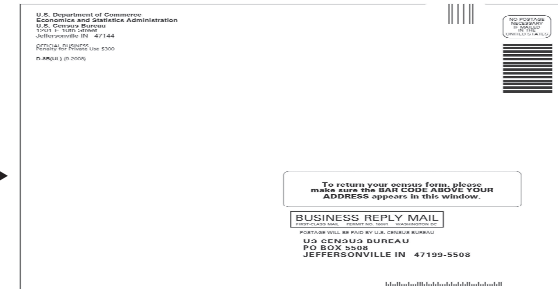 U.S. Department of Commerce
Economics and Statistics Administration
U.S. Census Bureau
1201 E 10th Street
Jeffersonville IN 47144
OFFICIAL BUSINESS
Penalty for Private Use $300
(5-2008)
NO POSTAGE
NECESSARY
IF MAILED
IN THE
UNITED STATES
To return your census form, please
make sure the BAR CODE ABOVE YOUR
ADDRESS appears in this window.
BUSINESS REPLY MAIL
FIRST-CLASS MAIL PERMIT NO. WASHINGTON DC
POSTAGE WILL BE PAID BY U.S. CENSUS BUREAU
US CENSUS BUREAU
PO BOX 5508
JEFFERSONVILLE IN 47199-5508